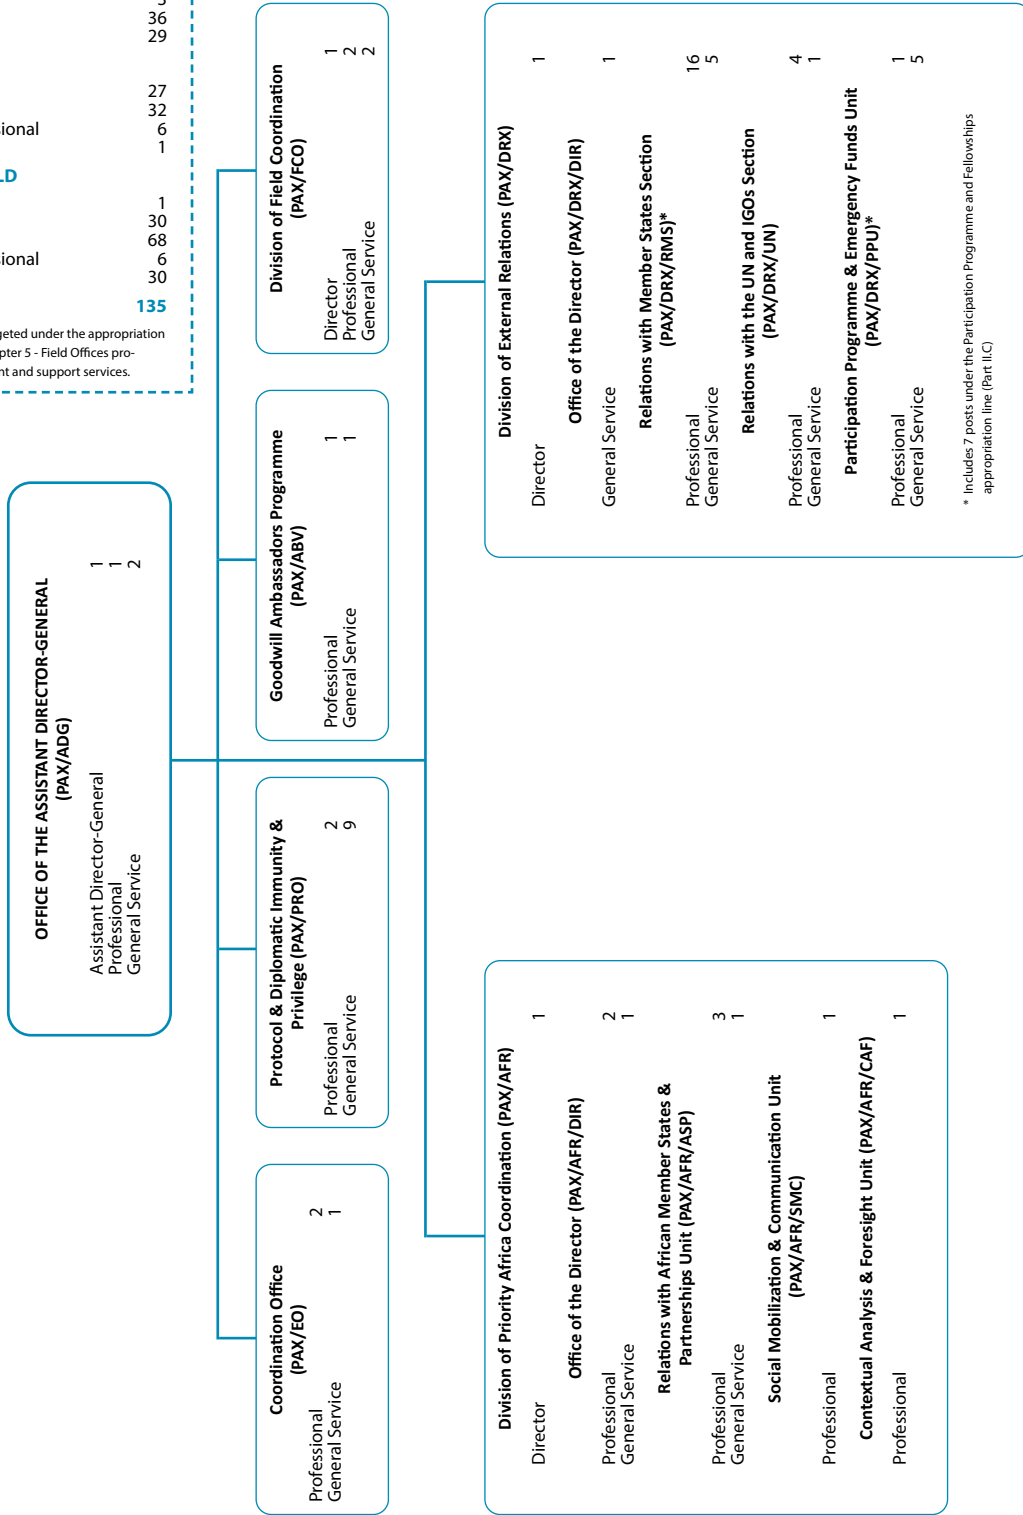 3
36
29
27
32
sional 6
1
LD
1
30
68
sional 6
30
135
geted under the appropriation
pter 5 - Field Offices pro-
nt and support services.
OFFICE OF THE ASSISTANT DIRECTOR-GENERAL
(PAX/ADG)
Assistant Director-General 1
Professional 1
General Service 2
Coordination Office
(PAX/EO)
Professional 2
General Service 1
Protocol & Diplomatic Immunity &
Privilege (PAX/PRO)
Professional 2
General Service 9
Goodwill Ambassadors Programme
(PAX/ABV)
Professional 1
General Service 1
Division of Field Coordination
(PAX/FCO)
Director 1
Professional 2
General Service 2
Division of Priority Africa Coordination (PAX/AFR)
Director 1
Office of the Director (PAX/AFR/DIR)
Professional 2
General Service 1
Relations with African Member States &
Partnerships Unit (PAX/AFR/ASP)
Professional 3
General Service 1
Social Mobilization & Communication Unit
(PAX/AFR/SMC)
Professional 1
Contextual Analysis & Foresight Unit (PAX/AFR/CAF)
Professional 1
Division of External Relations (PAX/DRX)
Director 1
Office of the Director (PAX/DRX/DIR)
General Service 1
Relations with Member States Section
(PAX/DRX/RMS)*
Professional 16
General Service 5
Relations with the UN and IGOs Section
(PAX/DRX/UN)
Professional 4
General Service 1
Participation Programme & Emergency Funds Unit
(PAX/DRX/PPU)*
Professional 1
General Service 5
* Includes 7 posts under the Participation Programme and Fellowships
appropriation line (Part II.C)